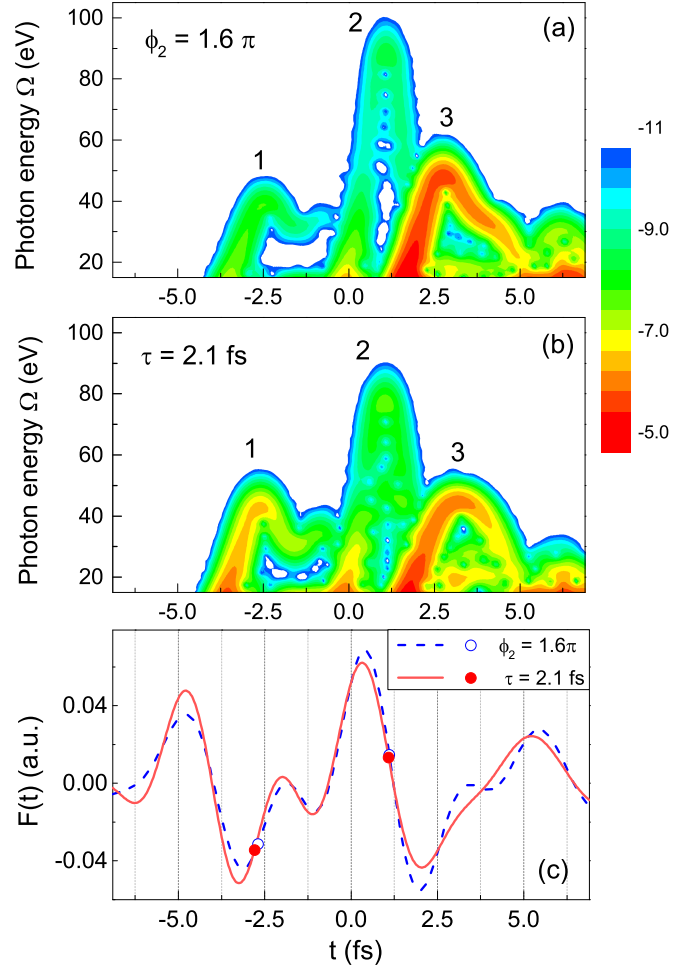 ϕ₂ = 1.6 π
(a)
1
2
3
Photon energy Ω (eV)
100
80
60
40
20
-5.0 -2.5 0.0 2.5 5.0
-11
-9.0
-7.0
-5.0
τ = 2.1 fs
(b)
1
2
3
Photon energy Ω (eV)
100
80
60
40
20
-5.0 -2.5 0.0 2.5 5.0
ϕ₂ = 1.6π
τ = 2.1 fs
F(t) (a.u.)
0.04
0.00
-0.04
(c)
-5.0 -2.5 0.0 2.5 5.0
t (fs)